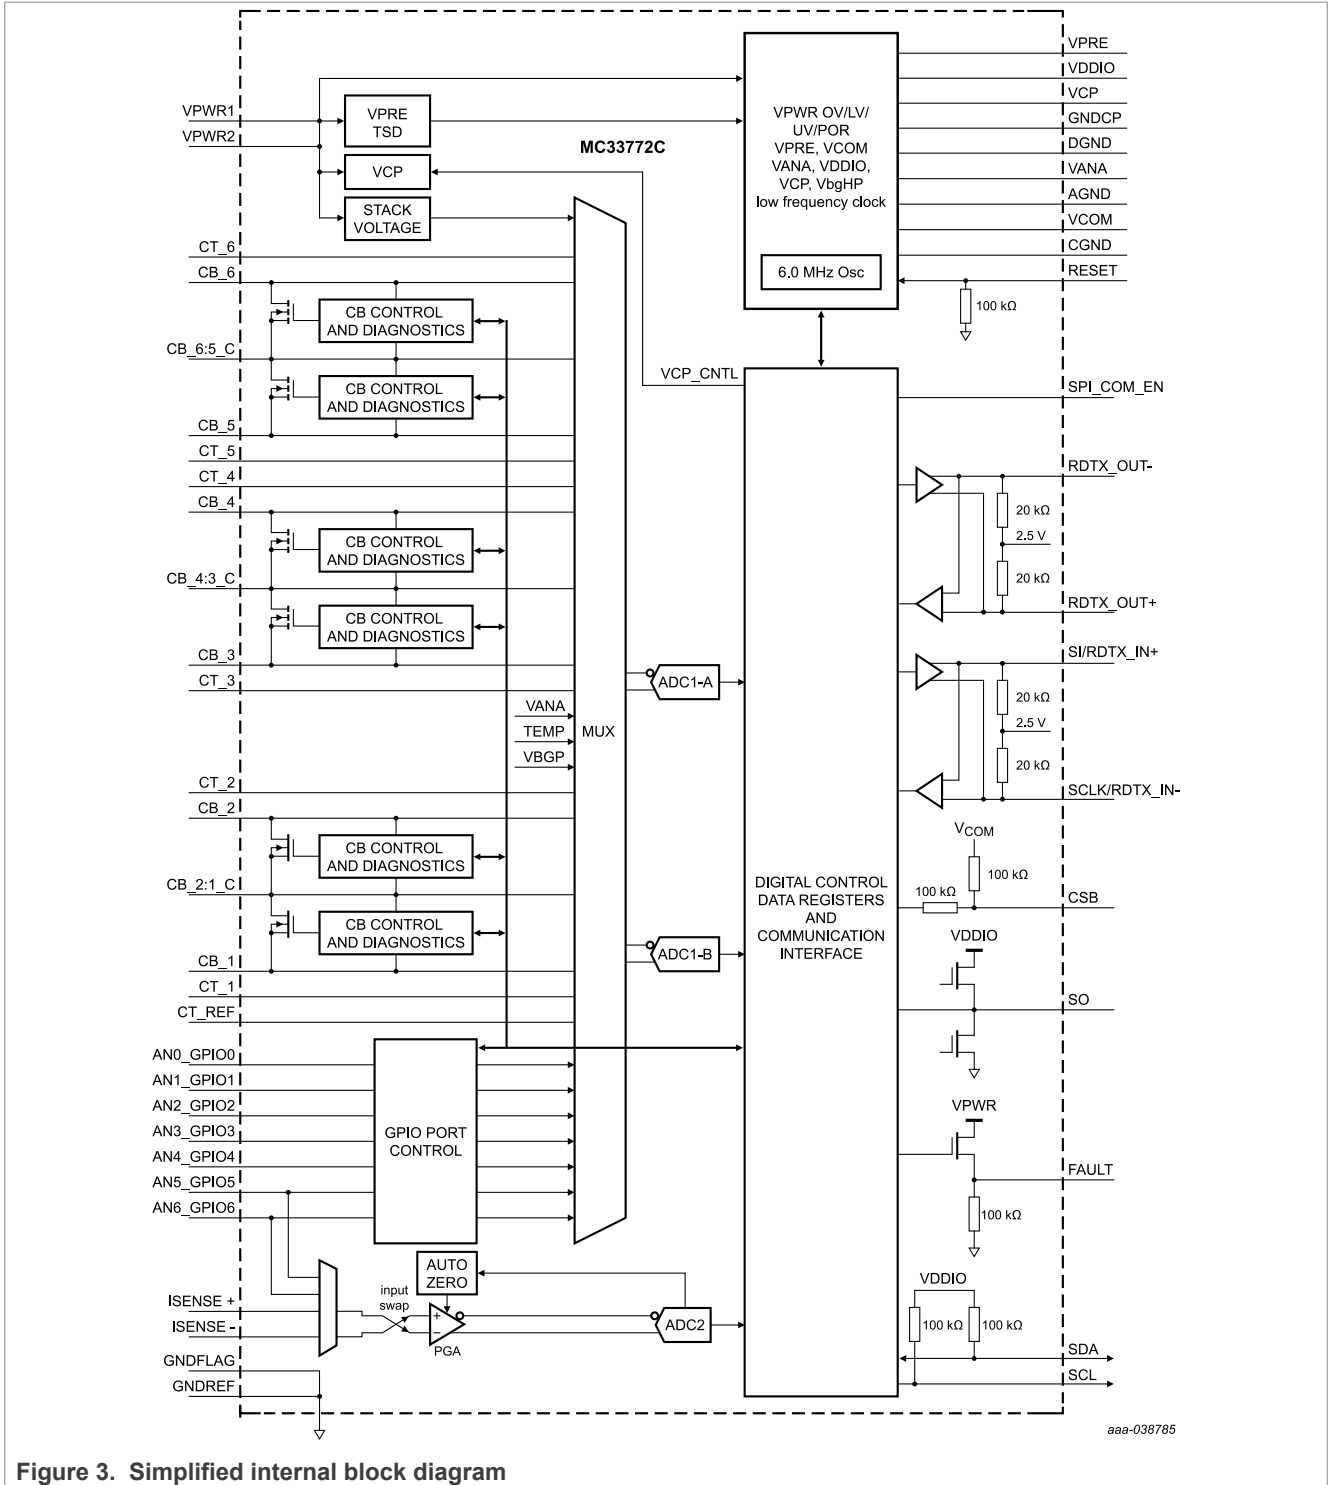 VPWR1
VPWR2
VPRE
TSD
VCP
STACK
VOLTAGE
MC33772C
VPWR OV/LV/
UV/POR
VPRE, VCOM
VANA, VDDIO,
VCP, VbgHP
low frequency clock
6.0 MHz Osc
VPRE
VDDIO
VCP
GNDCP
DGND
VANA
AGND
VCOM
CGND
RESET
100 kΩ
CT_6
CB_6
CB CONTROL
AND DIAGNOSTICS
CB_6:5_C
CB CONTROL
AND DIAGNOSTICS
CB_5
CT_5
CT_4
CB_4
CB CONTROL
AND DIAGNOSTICS
CB_4:3_C
CB CONTROL
AND DIAGNOSTICS
CB_3
CT_3
VANA
TEMP
VBGP
MUX
CT_2
CB_2
CB CONTROL
AND DIAGNOSTICS
CB_2:1_C
CB CONTROL
AND DIAGNOSTICS
CB_1
CT_1
CT_REF
AN0_GPIO0
AN1_GPIO1
AN2_GPIO2
AN3_GPIO3
AN4_GPIO4
AN5_GPIO5
AN6_GPIO6
GPIO PORT
CONTROL
ISENSE +
ISENSE -
GNDFLAG
GNDREF
input
swap
AUTO
ZERO
+
−
PGA
ADC1-A
ADC1-B
ADC2
VCP_CNTL
DIGITAL CONTROL
DATA REGISTERS
AND
COMMUNICATION
INTERFACE
SPI_COM_EN
RDTX_OUT-
20 kΩ
2.5 V
20 kΩ
RDTX_OUT+
SI/RDTX_IN+
20 kΩ
2.5 V
20 kΩ
SCLK/RDTX_IN-
VCOM
100 kΩ
100 kΩ
CSB
VDDIO
SO
VPWR
FAULT
100 kΩ
VDDIO
100 kΩ
100 kΩ
SDA
SCL
aaa-038785
Figure 3. Simplified internal block diagram